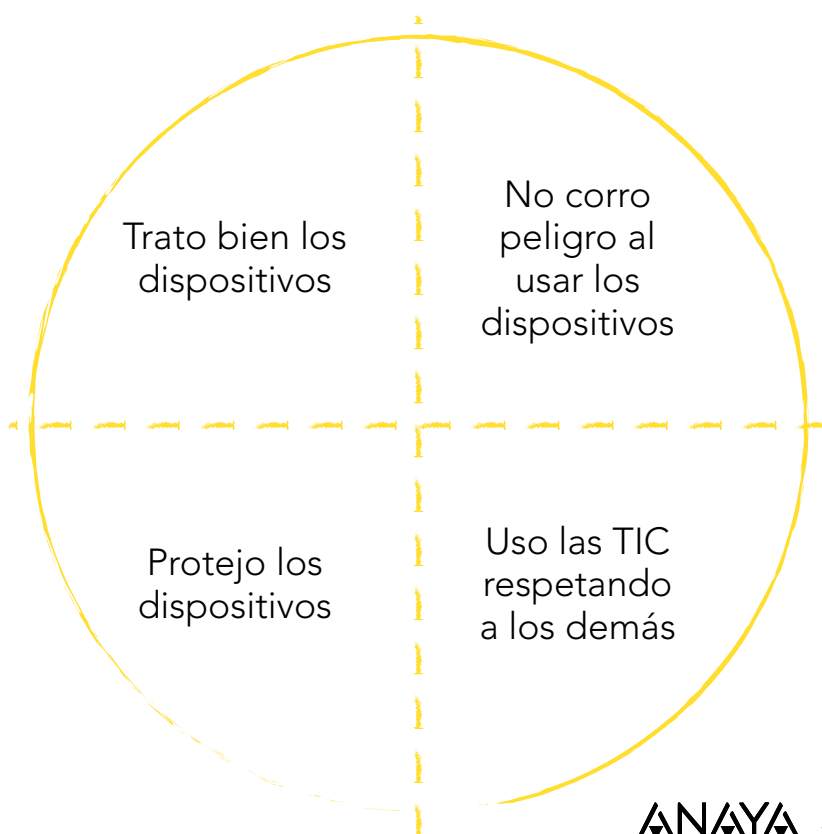 Trato bien los
dispositivos
No corro
peligro al
usar los
dispositivos
Protejo los
dispositivos
Uso las TIC
respetando
a los demás
ANAYA